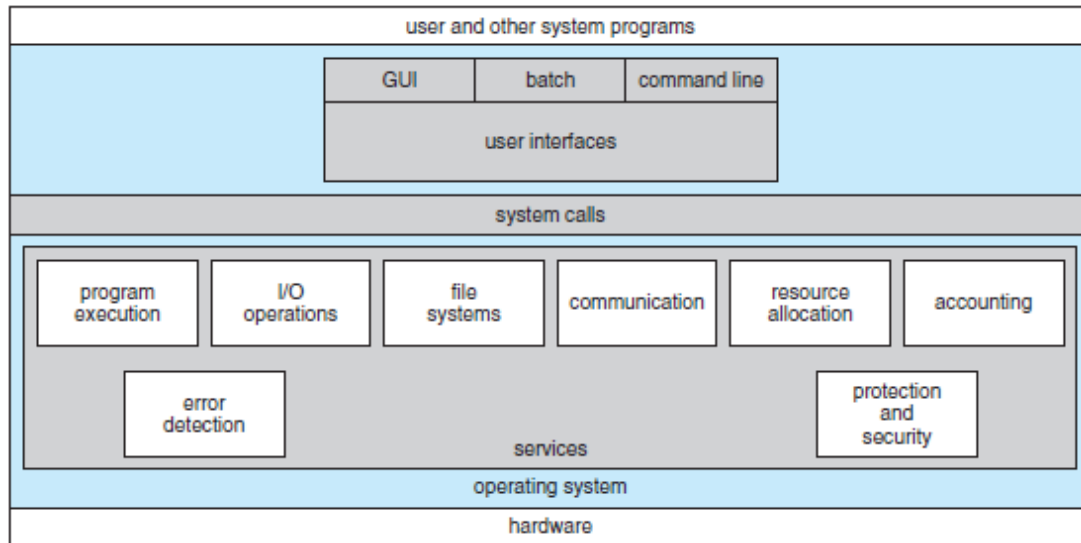 user and other system programs
GUI
batch
command line
user interfaces
system calls
program
execution
I/O
operations
file
systems
communication
resource
allocation
accounting
error
detection
protection
and
security
services
operating system
hardware